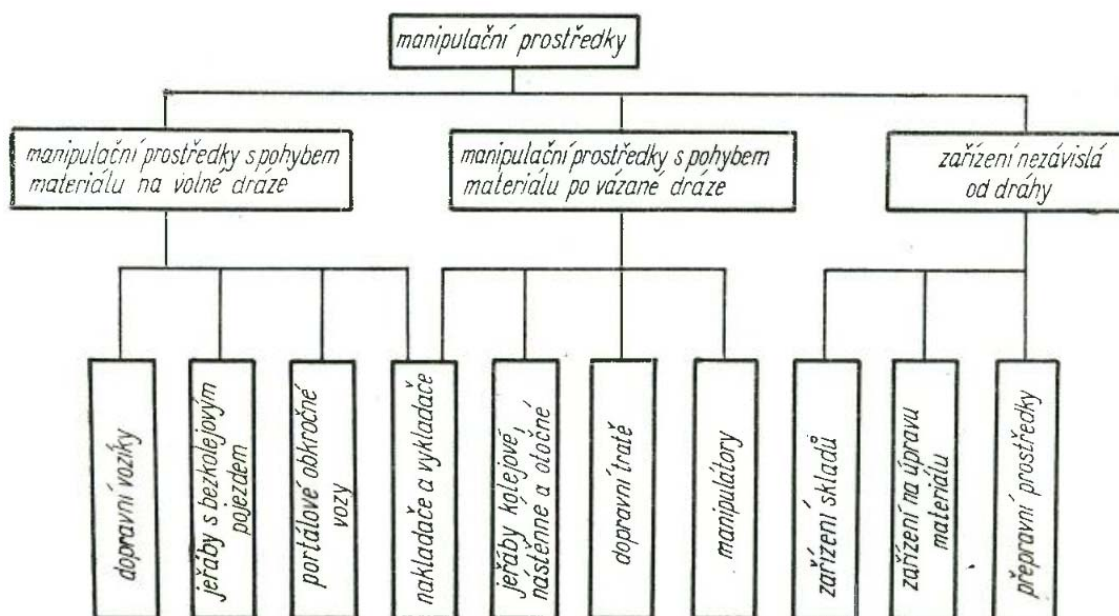 manipulační prostředky
manipulační prostředky s pohybem
materiálu na volné dráze
manipulační prostředky s pohybem
materiálu po vázané dráze
zařízení nezávislá
od dráhy
dopravní vozíky
jeřáby s bezkolejovým
pojezdem
portálové obkročné
vozy
nakladače a vykladače
jeřáby kolejové,
nástěnné a otočné
dopravní tratě
manipulátory
zařízení skladů
zařízení na úpravu
materiálu
přepravní prostředky